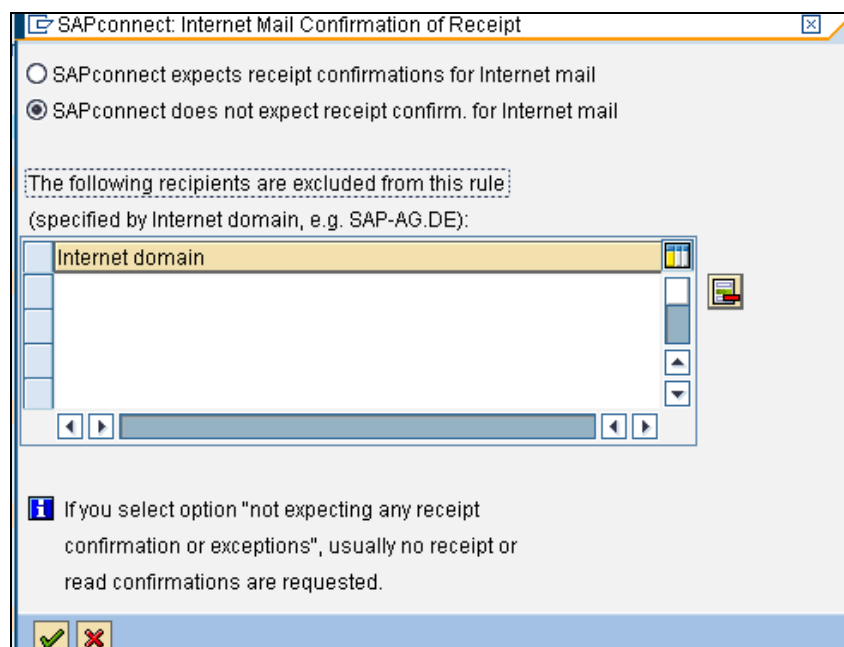 SAPconnect: Internet Mail Confirmation of Receipt
SAPconnect expects receipt confirmations for Internet mail
SAPconnect does not expect receipt confirm. for Internet mail
The following recipients are excluded from this rule
(specified by Internet domain, e.g. SAP-AG.DE):
Internet domain
If you select option "not expecting any receipt
confirmation or exceptions", usually no receipt or
read confirmations are requested.